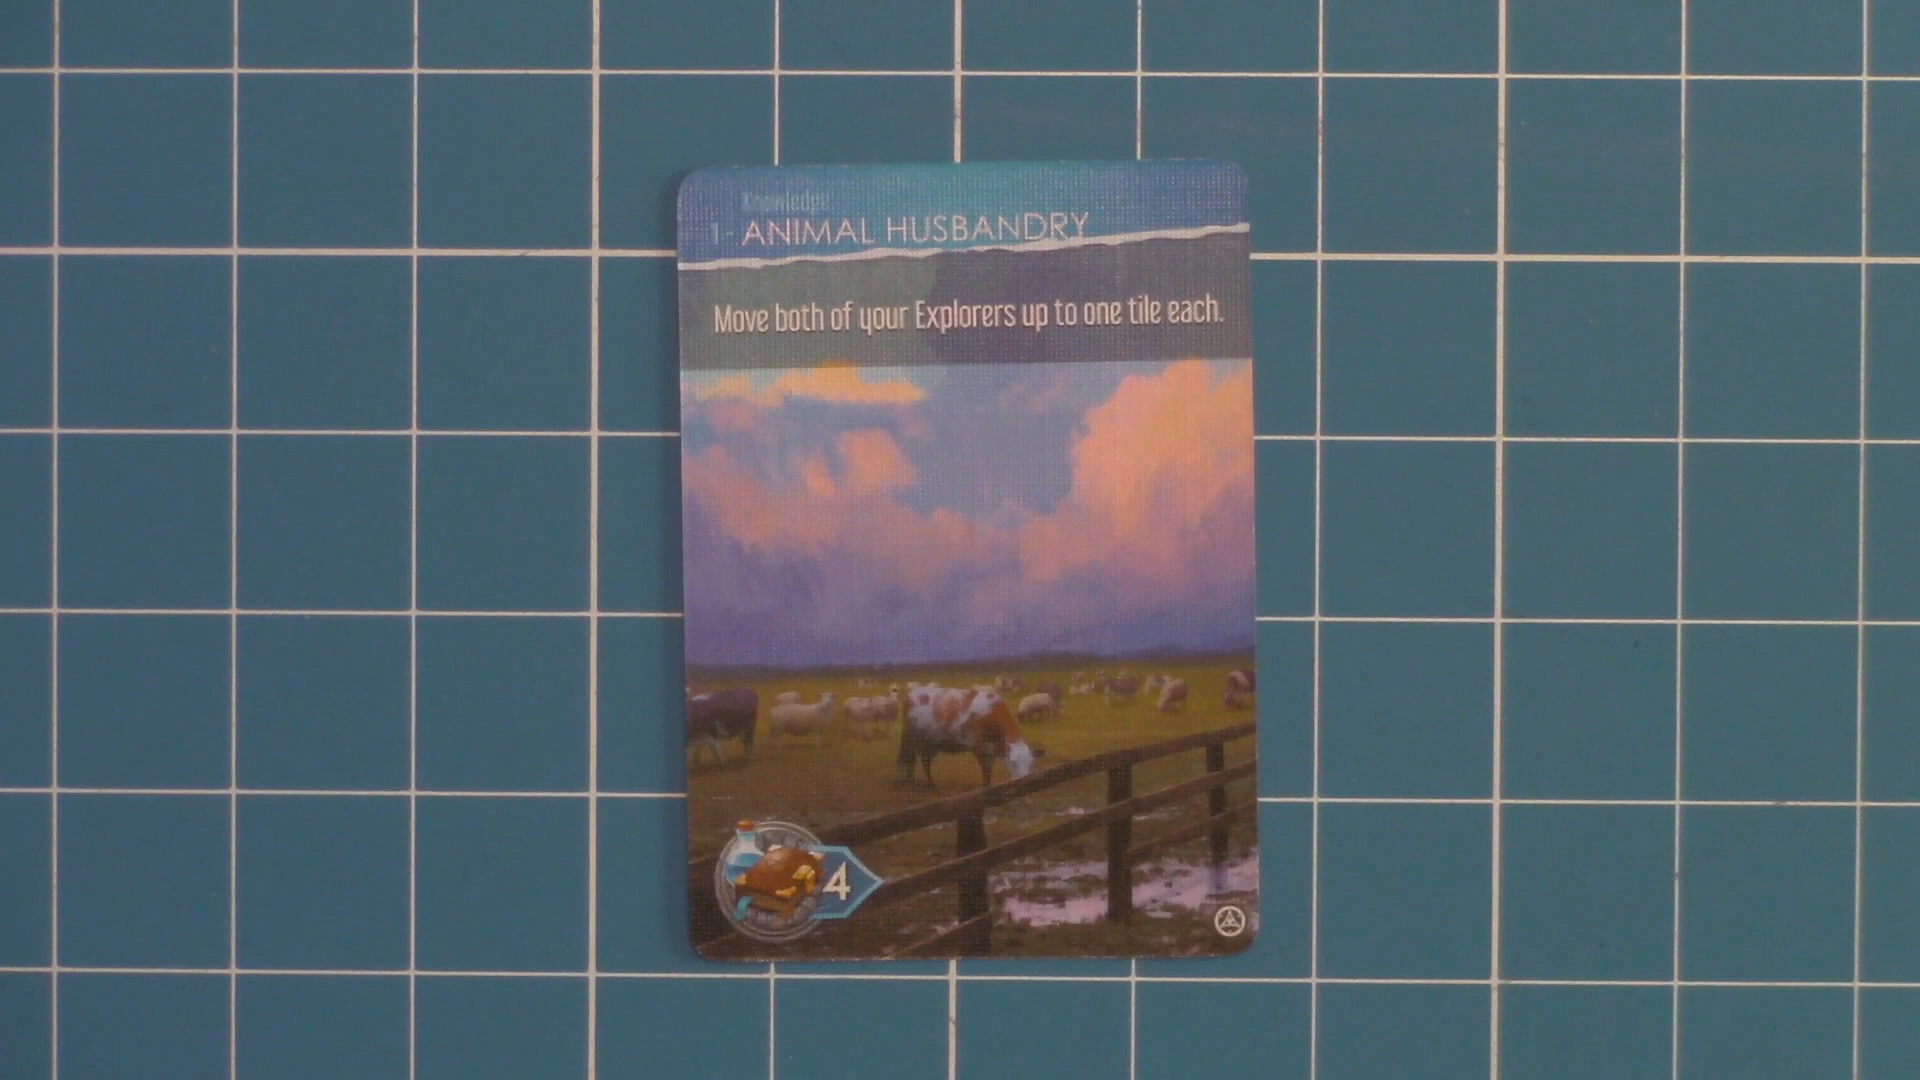 Knowledge
1 - ANIMAL HUSBANDRY
Move both of your Explorers up to one tile each.
4